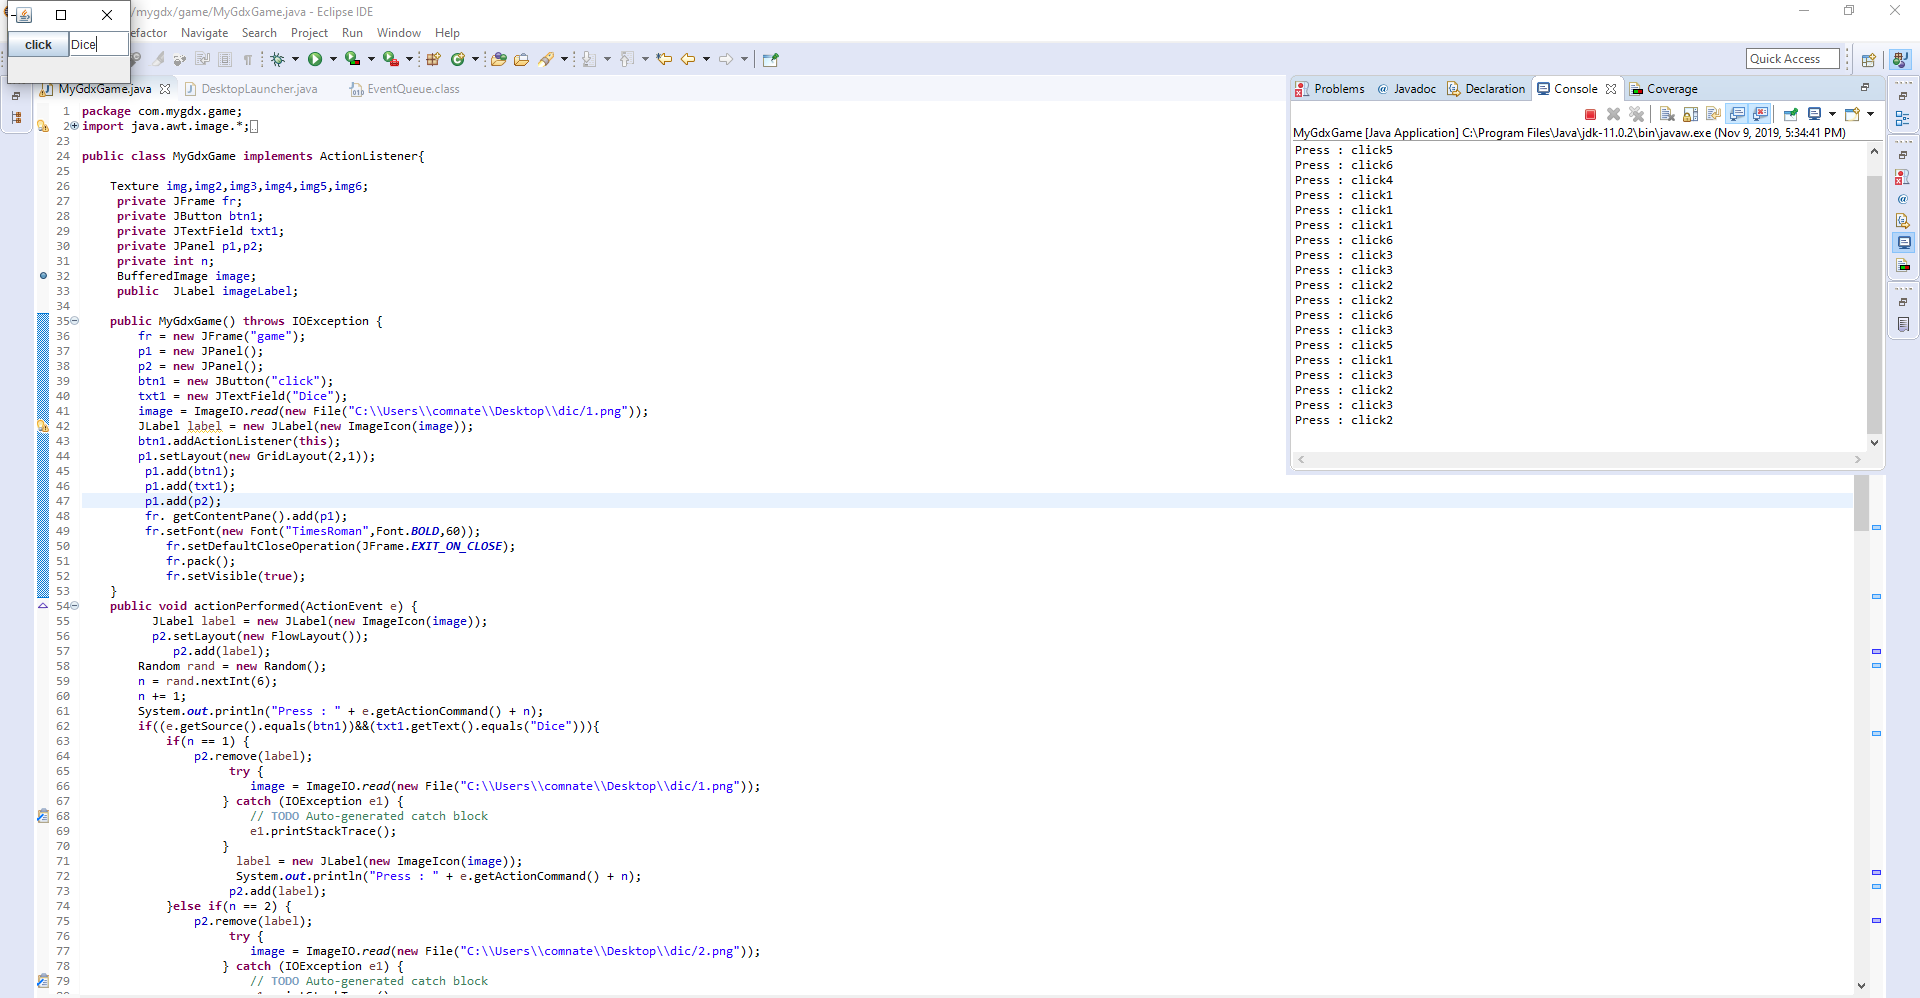 /mygdx/game/MyGdxGame.java - Eclipse IDE
efactor Navigate Search Project Run Window Help
click Dice
Quick Access
MyGdxGame.java DesktopLauncher.java EventQueue.class
1 package com.mygdx.game;
2 import java.awt.image.*;
23
24 public class MyGdxGame implements ActionListener{
25
26 Texture img,img2,img3,img4,img5,img6;
27 private JFrame fr;
28 private JButton btn1;
29 private JTextField txt1;
30 private JPanel p1,p2;
31 private int n;
32 BufferedImage image;
33 public JLabel imageLabel;
34
35 public MyGdxGame() throws IOException {
36 fr = new JFrame("game");
37 p1 = new JPanel();
38 p2 = new JPanel();
39 btn1 = new JButton("click");
40 txt1 = new JTextField("Dice");
41 image = ImageIO.read(new File("C:\\Users\\comnate\\Desktop\\dic/1.png"));
42 JLabel label = new JLabel(new ImageIcon(image));
43 btn1.addActionListener(this);
44 p1.setLayout(new GridLayout(2,1));
45 p1.add(btn1);
46 p1.add(txt1);
47 p1.add(p2);
48 fr. getContentPane().add(p1);
49 fr.setFont(new Font("TimesRoman",Font.BOLD,60));
50 fr.setDefaultCloseOperation(JFrame.EXIT_ON_CLOSE);
51 fr.pack();
52 fr.setVisible(true);
53 }
54 public void actionPerformed(ActionEvent e) {
55 JLabel label = new JLabel(new ImageIcon(image));
56 p2.setLayout(new FlowLayout());
57 p2.add(label);
58 Random rand = new Random();
59 n = rand.nextInt(6);
60 n += 1;
61 System.out.println("Press : " + e.getActionCommand() + n);
62 if((e.getSource().equals(btn1))&&(txt1.getText().equals("Dice"))){
63 if(n == 1) {
64 p2.remove(label);
65 try {
66 image = ImageIO.read(new File("C:\\Users\\comnate\\Desktop\\dic/1.png"));
67 } catch (IOException e1) {
68 // TODO Auto-generated catch block
69 e1.printStackTrace();
70 }
71 label = new JLabel(new ImageIcon(image));
72 System.out.println("Press : " + e.getActionCommand() + n);
73 p2.add(label);
74 }else if(n == 2) {
75 p2.remove(label);
76 try {
77 image = ImageIO.read(new File("C:\\Users\\comnate\\Desktop\\dic/2.png"));
78 } catch (IOException e1) {
79 // TODO Auto-generated catch block
Problems Javadoc Declaration Console Coverage
MyGdxGame [Java Application] C:\Program Files\Java\jdk-11.0.2\bin\javaw.exe (Nov 9, 2019, 5:34:41 PM)
Press : click5
Press : click6
Press : click4
Press : click1
Press : click1
Press : click1
Press : click6
Press : click3
Press : click3
Press : click2
Press : click2
Press : click6
Press : click3
Press : click5
Press : click1
Press : click3
Press : click2
Press : click3
Press : click2